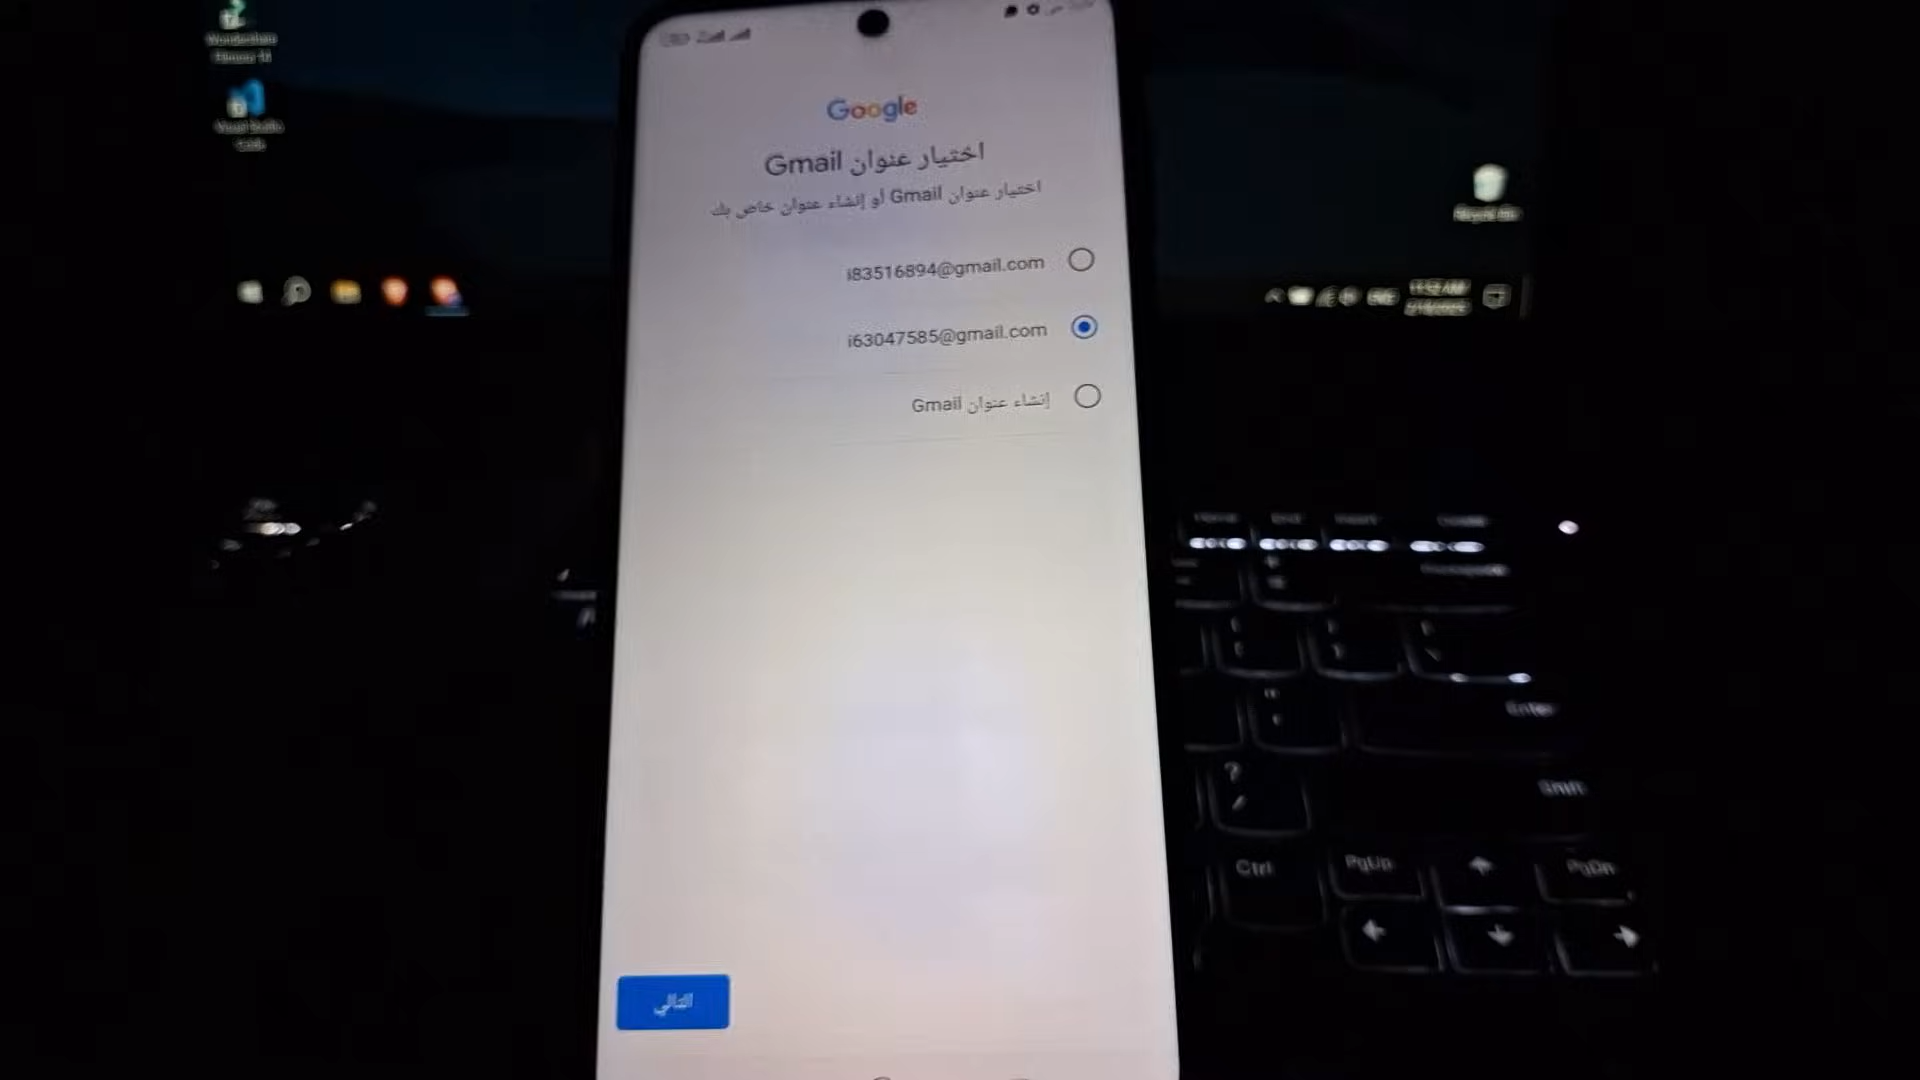 Google
اختيار عنوان Gmail
اختيار عنوان Gmail أو إنشاء عنوان خاص بك
i83516894@gmail.com
i63047585@gmail.com
إنشاء عنوان Gmail
التالي
Enter
?
/
Shift
Ctrl
PgUp
PgDn